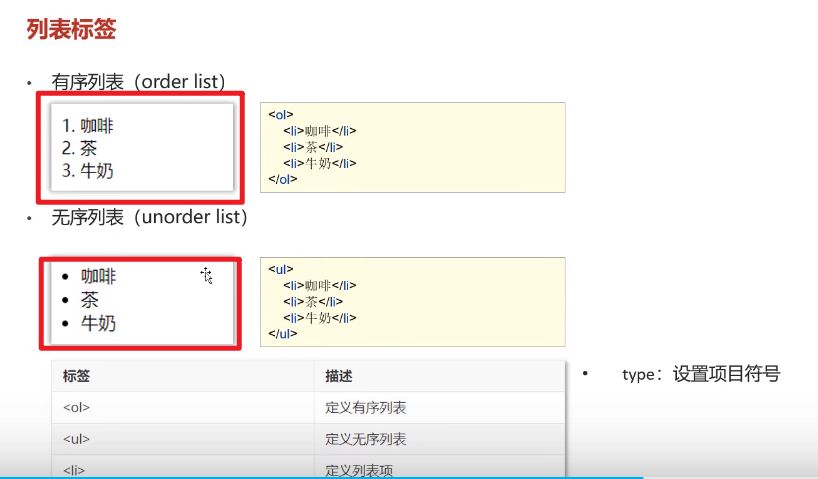 列表标签
• 有序列表（order list）
1. 咖啡
2. 茶
3. 牛奶
<ol>
<li>咖啡</li>
<li>茶</li>
<li>牛奶</li>
</ol>
• 无序列表（unorder list）
• 咖啡
• 茶
• 牛奶
<ul>
<li>咖啡</li>
<li>茶</li>
<li>牛奶</li>
</ul>
标签 描述
<ol> 定义有序列表
<ul> 定义无序列表
<li> 定义列表项
• type：设置项目符号